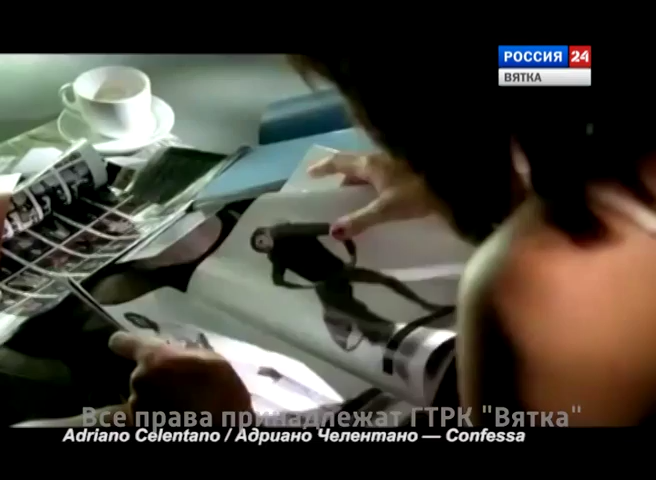 РОССИЯ 24
ВЯТКА
Все права принадлежат ГТРК "Вятка"
Adriano Celentano / Адриано Челентано — Confessa